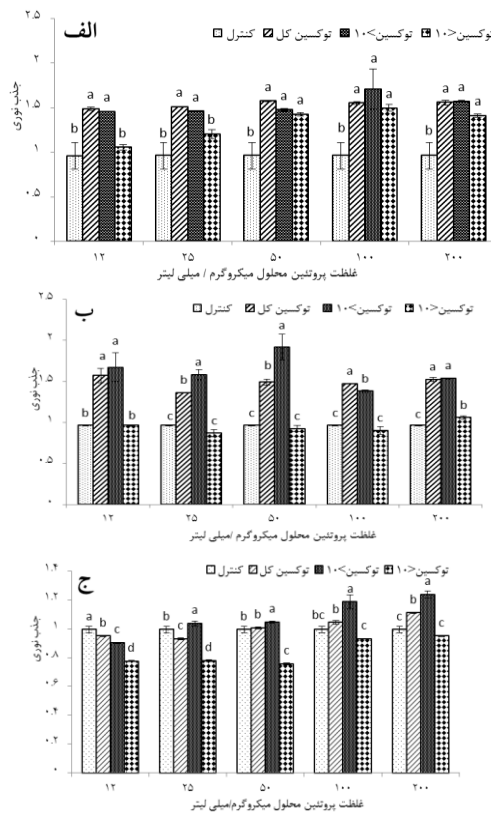 الف
کنترل توکسین کل توکسین>۱۰ توکسین<۱۰
۲.۵
۲
۱.۵
۱
۰.۵
۰
جذب نوری
b a a b
b a a b
b a a a
b a a a
b a a a
۱۲ ۲۵ ۵۰ ۱۰۰ ۲۰۰
غلظت پروتئین محلول میکروگرم / میلی لیتر
ب
کنترل توکسین کل توکسین>۱۰ توکسین<۱۰
۲.۵
۲
۱.۵
۱
۰.۵
۰
جذب نوری
b a a b
c b a c
c b a c
c a b c
c a a b
۱۲ ۲۵ ۵۰ ۱۰۰ ۲۰۰
غلظت پروتئین محلول میکروگرم /میلی لیتر
ج
کنترل توکسین کل توکسین>۱۰ توکسین<۱۰
۱.۴
۱.۲
۱
۰.۸
۰.۶
۰.۴
۰.۲
۰
جذب نوری
a b c d
b c a d
b b a c
bc b a c
c b a c
۱۲ ۲۵ ۵۰ ۱۰۰ ۲۰۰
غلظت پروتئین محلول میکروگرم/میلی لیتر